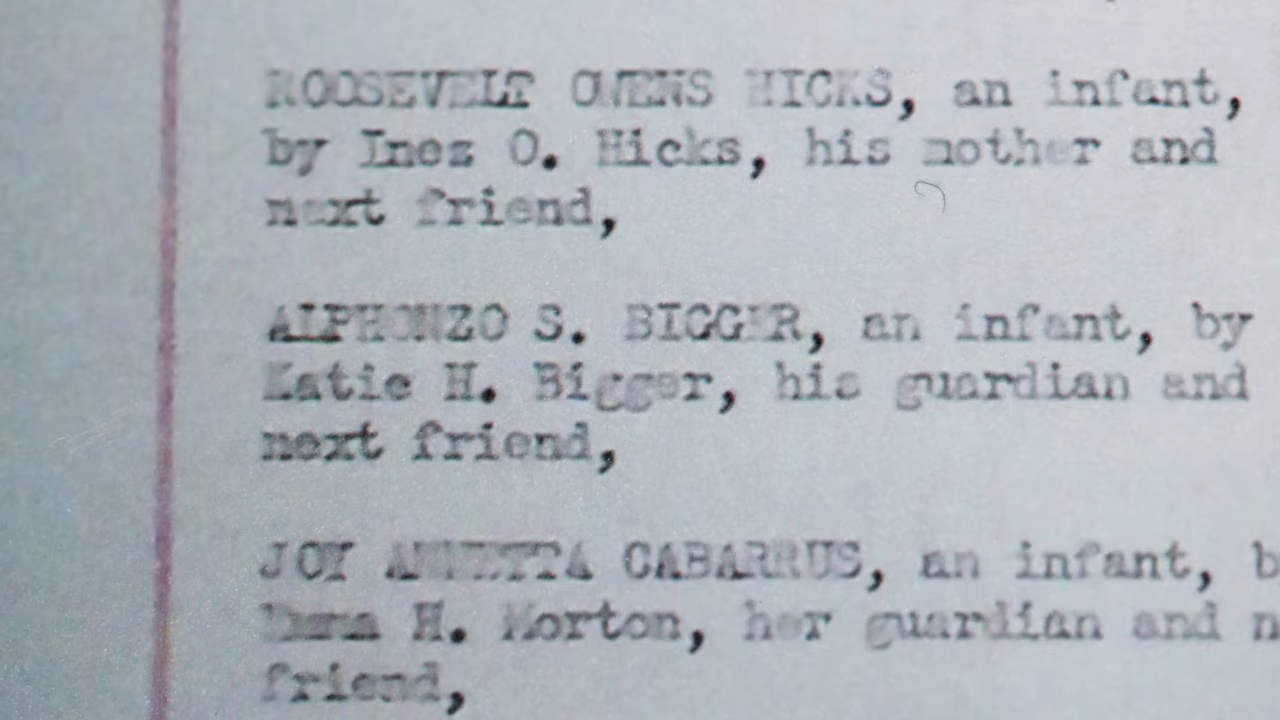 ROOSEVELT OWENS HICKS, an infant,
by Inez O. Hicks, his mother and
next friend,
ALPHONZO S. BIGGER, an infant, by
Katie H. Bigger, his guardian and
next friend,
JOY CABARRUS, an infant,
H. Morton, her guardian and
friend,